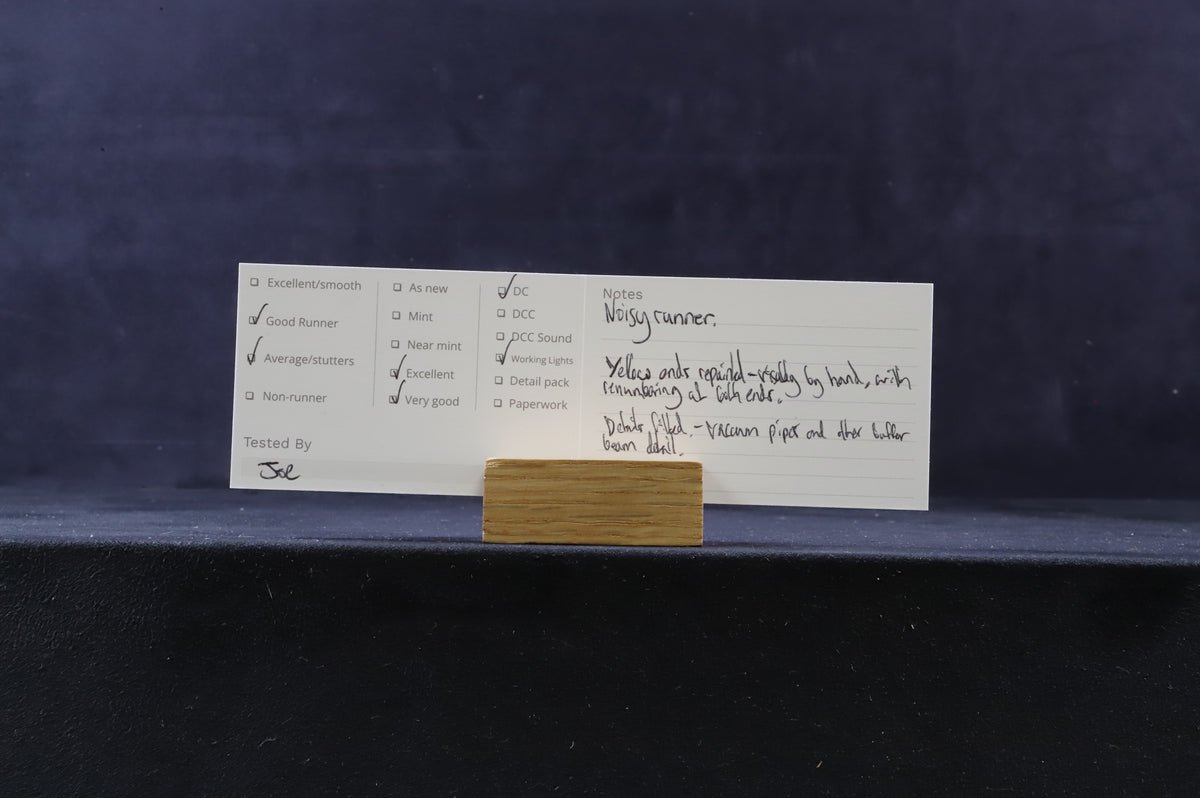 Excellent/smooth
Good Runner
Average/stutters
Non-runner
Tested By
Joe
As new
Mint
Near mint
Excellent
Very good
DC
DCC
DCC Sound
Working Lights
Detail pack
Paperwork
Notes
Noisy runner.
Yellow ends repainted - by hand, with
renumbering at both ends.
Details fitted. - vacuum pipes and other buffer
beam detail.